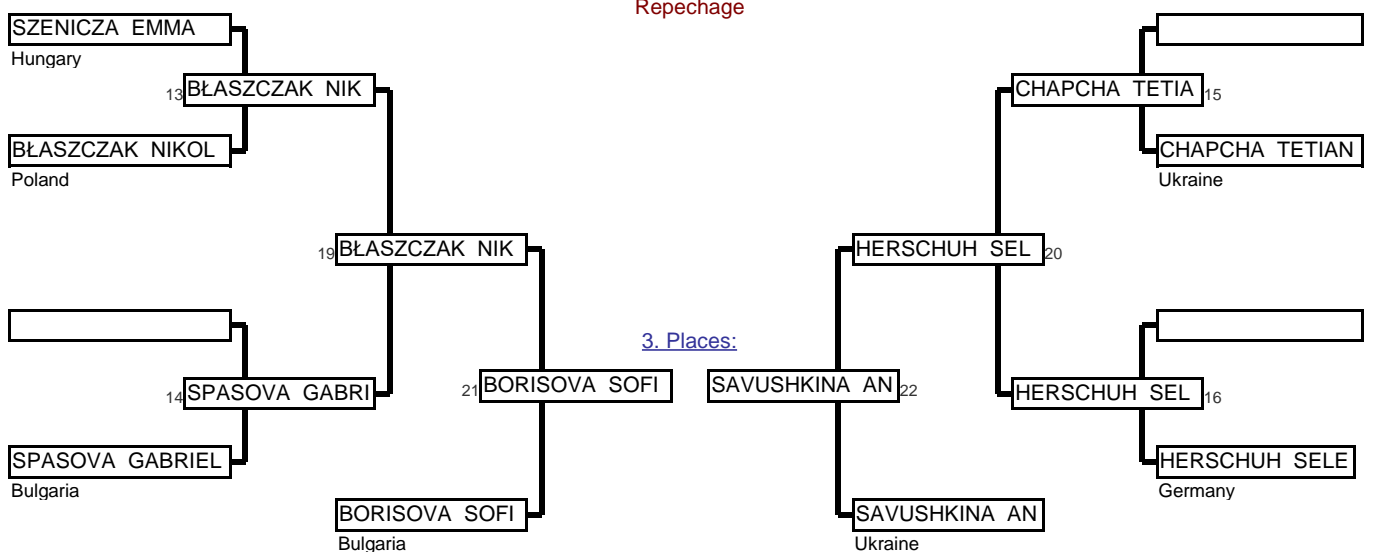 Repechage
SZENICZA EMMA
Hungary
13 BŁASZCZAK NIK
CHAPCHA TETIA 15
BŁASZCZAK NIKOL
Poland
CHAPCHA TETIAN
Ukraine
19 BŁASZCZAK NIK
HERSCHUH SEL 20
3. Places:
14 SPASOVA GABRI
21 BORISOVA SOFI
SAVUSHKINA AN 22
HERSCHUH SEL 16
SPASOVA GABRIEL
Bulgaria
HERSCHUH SELE
Germany
BORISOVA SOFI
Bulgaria
SAVUSHKINA AN
Ukraine